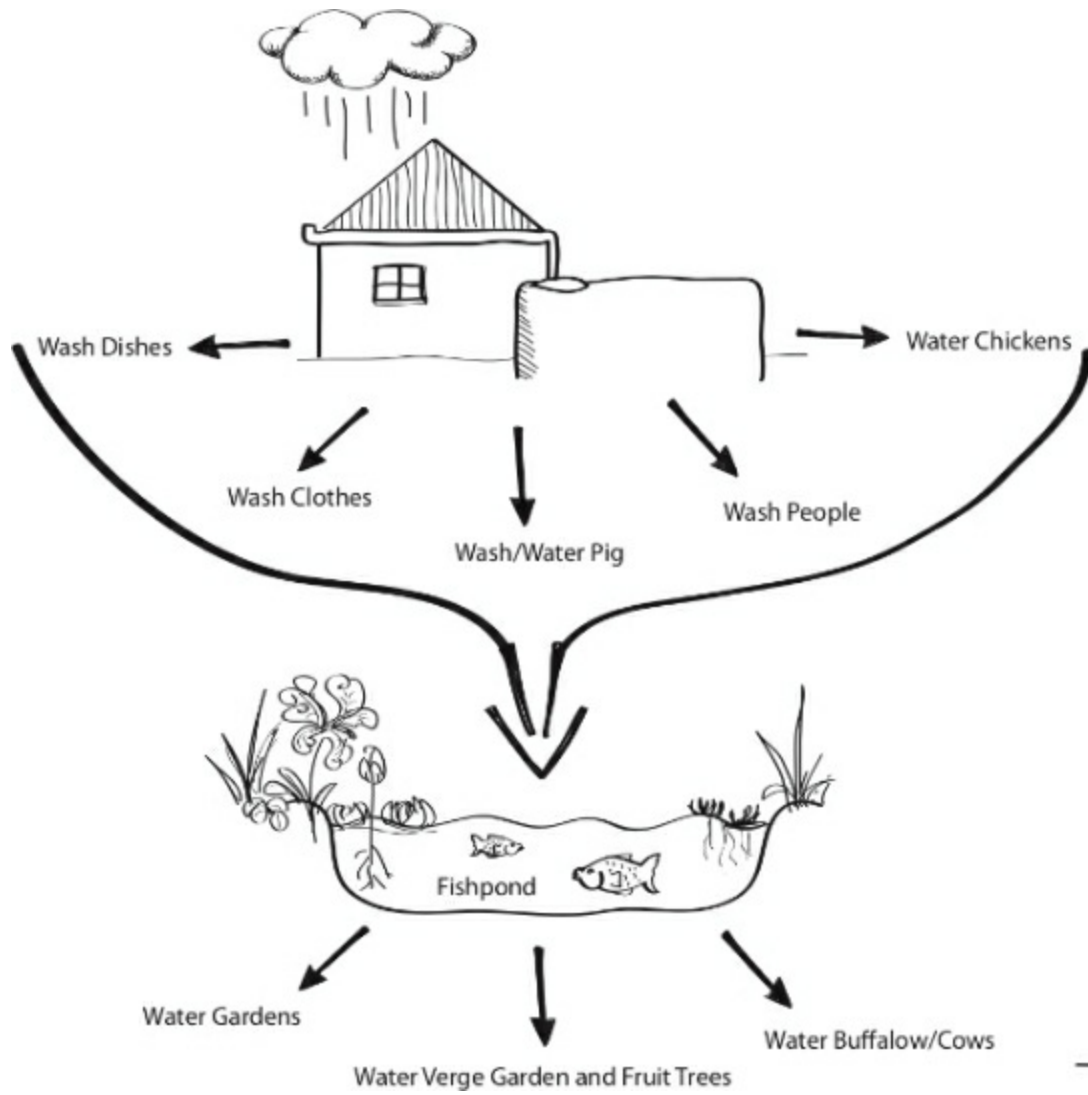 Wash Dishes
Water Chickens
Wash Clothes
Wash People
Wash/Water Pig
Fishpond
Water Gardens
Water Buffalow/Cows
Water Verge Garden and Fruit Trees